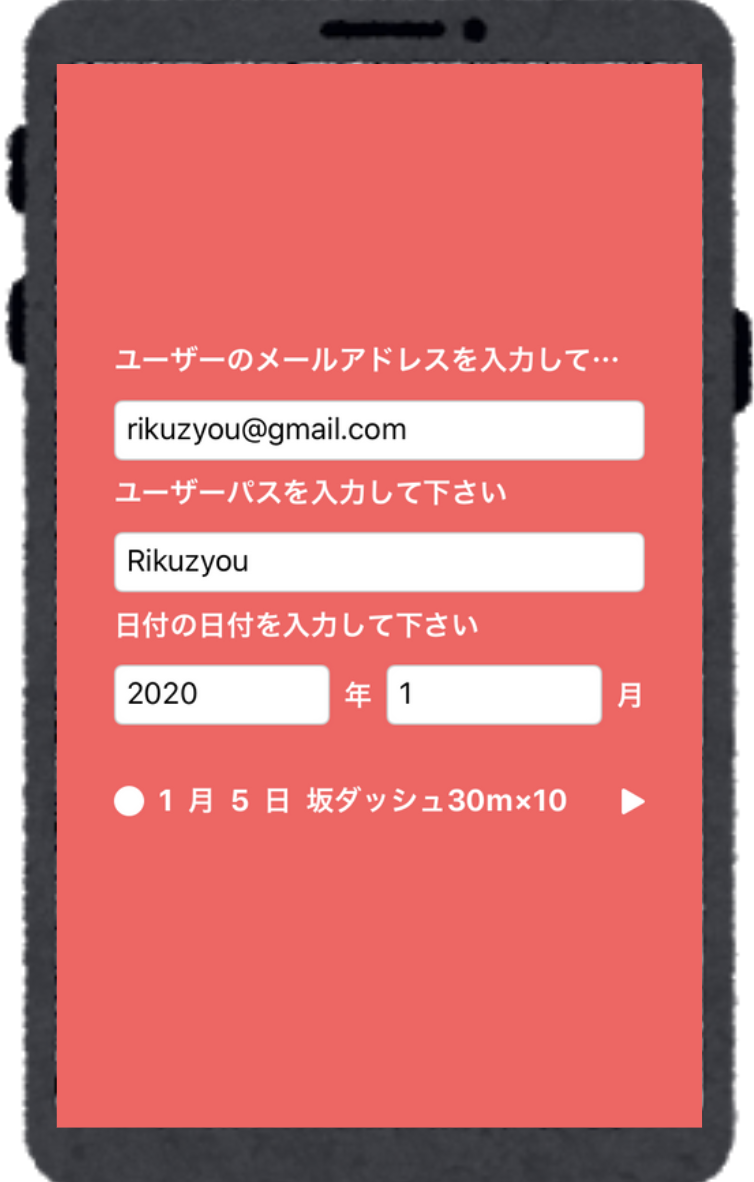 ユーザーのメールアドレスを入力して…
rikuzyou@gmail.com
ユーザーパスを入力して下さい
Rikuzyou
日付の日付を入力して下さい
2020 年 1 月
1 月 5 日 坂ダッシュ30m×10